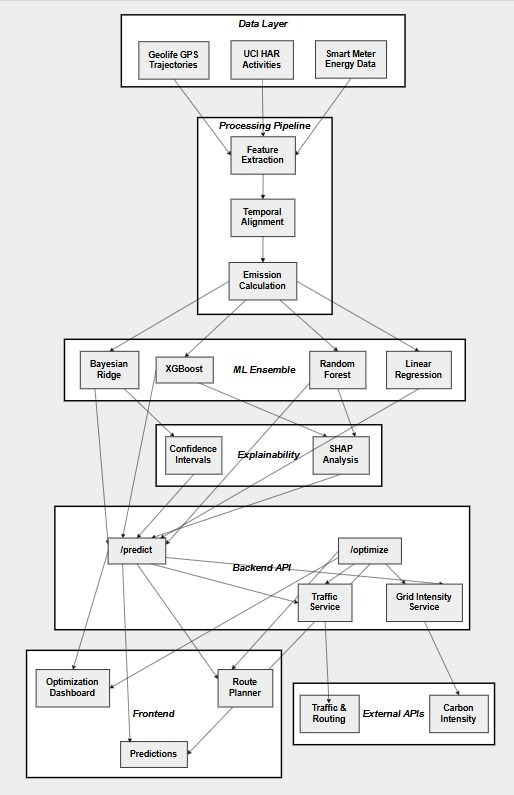 Data Layer
Geolife GPS
Trajectories
UCI HAR
Activities
Smart Meter
Energy Data
Processing Pipeline
Feature
Extraction
Temporal
Alignment
Emission
Calculation
Bayesian
Ridge
XGBoost
ML Ensemble
Random
Forest
Linear
Regression
Confidence
Intervals
Explainability
SHAP
Analysis
/predict
/optimize
Backend API
Traffic
Service
Grid Intensity
Service
Optimization
Dashboard
Route
Planner
Frontend
Predictions
Traffic &
Routing
External APIs
Carbon
Intensity